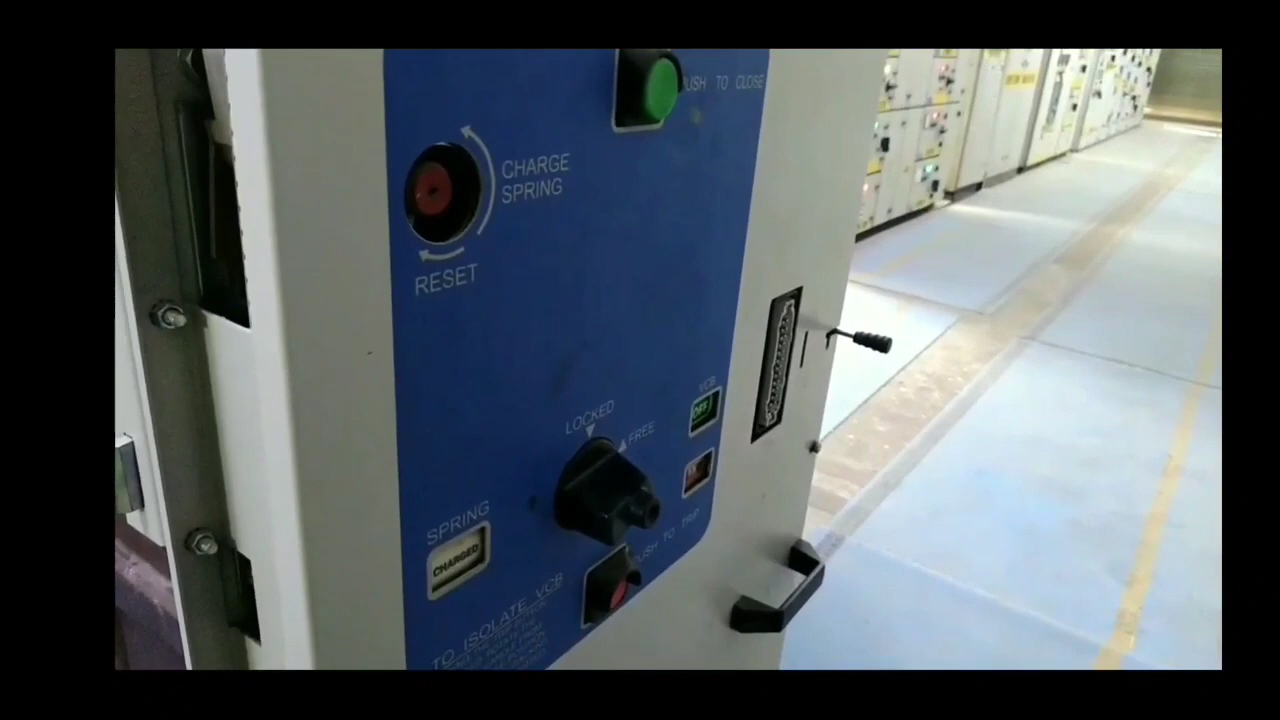 PUSH TO CLOSE
CHARGE
SPRING
RESET
VCB
OFF
LOCKED
FREE
SPRING
CHARGED
PUSH TO TRIP
TO ISOLATE VCB